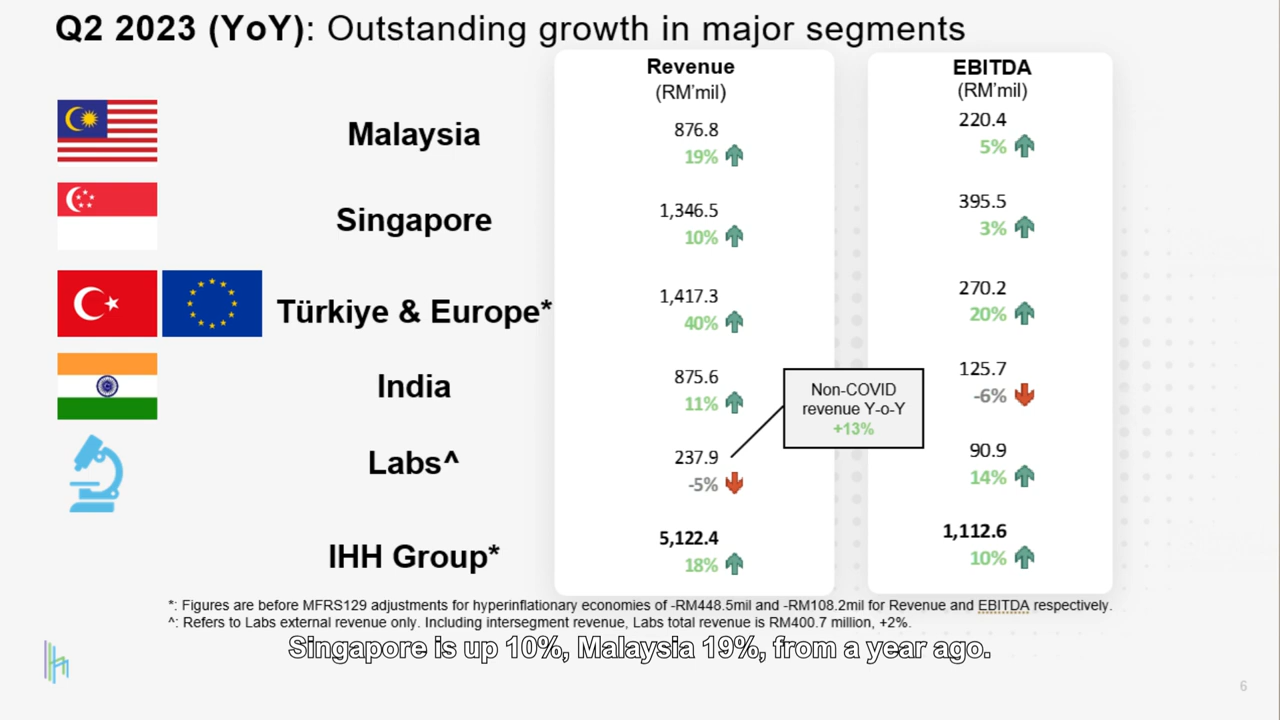 Q2 2023 (YoY): Outstanding growth in major segments
Revenue
(RM'mil)
EBITDA
(RM'mil)
Malaysia
876.8
19%
220.4
5%
Singapore
1,346.5
10%
395.5
3%
Türkiye & Europe*
1,417.3
40%
270.2
20%
India
875.6
11%
125.7
-6%
Non-COVID
revenue Y-o-Y
+13%
Labs^
237.9
-5%
90.9
14%
IHH Group*
5,122.4
18%
1,112.6
10%
*: Figures are before MFRS129 adjustments for hyperinflationary economies of -RM448.5mil and -RM108.2mil for Revenue and EBITDA respectively.
^: Refers to Labs external revenue only. Including intersegment revenue, Labs total revenue is RM400.7 million, +2%.
Singapore is up 10%, Malaysia 19%, from a year ago.
6